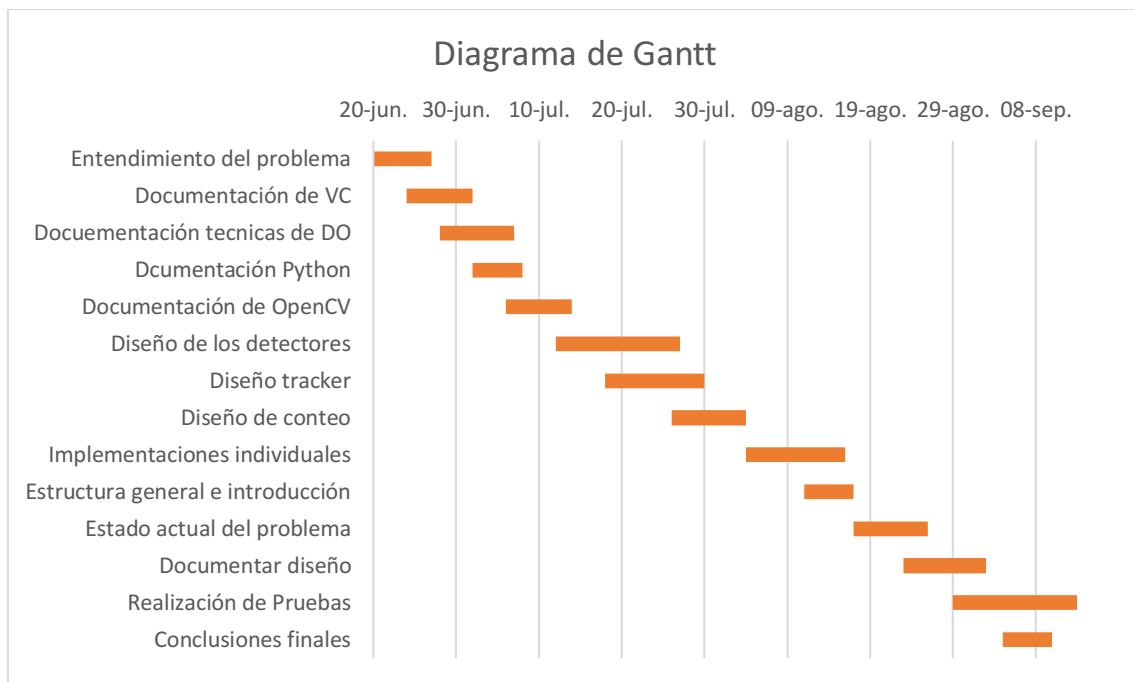 Diagrama de Gantt
20-jun. 30-jun. 10-jul. 20-jul. 30-jul. 09-ago. 19-ago. 29-ago. 08-sep.
Entendimiento del problema
Documentación de VC
Docuementación tecnicas de DO
Dcumentación Python
Documentación de OpenCV
Diseño de los detectores
Diseño tracker
Diseño de conteo
Implementaciones individuales
Estructura general e introducción
Estado actual del problema
Documentar diseño
Realización de Pruebas
Conclusiones finales